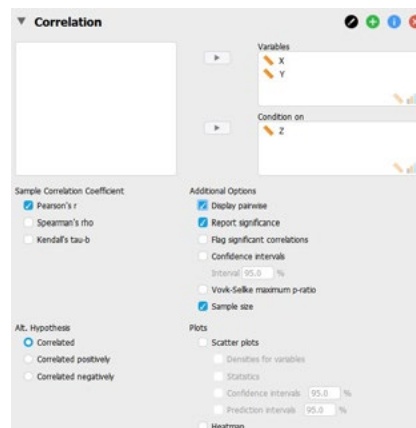 Correlation
Variables
X
Y
Condition on
Z
Sample Correlation Coefficient
Pearson's r
Spearman's rho
Kendall's tau-b
Additional Options
Display pairwise
Report significance
Flag significant correlations
Confidence intervals
Interval 95.0 %
Vovk-Sellke maximum p-ratio
Sample size
Alt. Hypothesis
Correlated
Correlated positively
Correlated negatively
Plots
Scatter plots
Densities for variables
Statistics
Confidence intervals 95.0 %
Prediction intervals 95.0 %
Heatmap